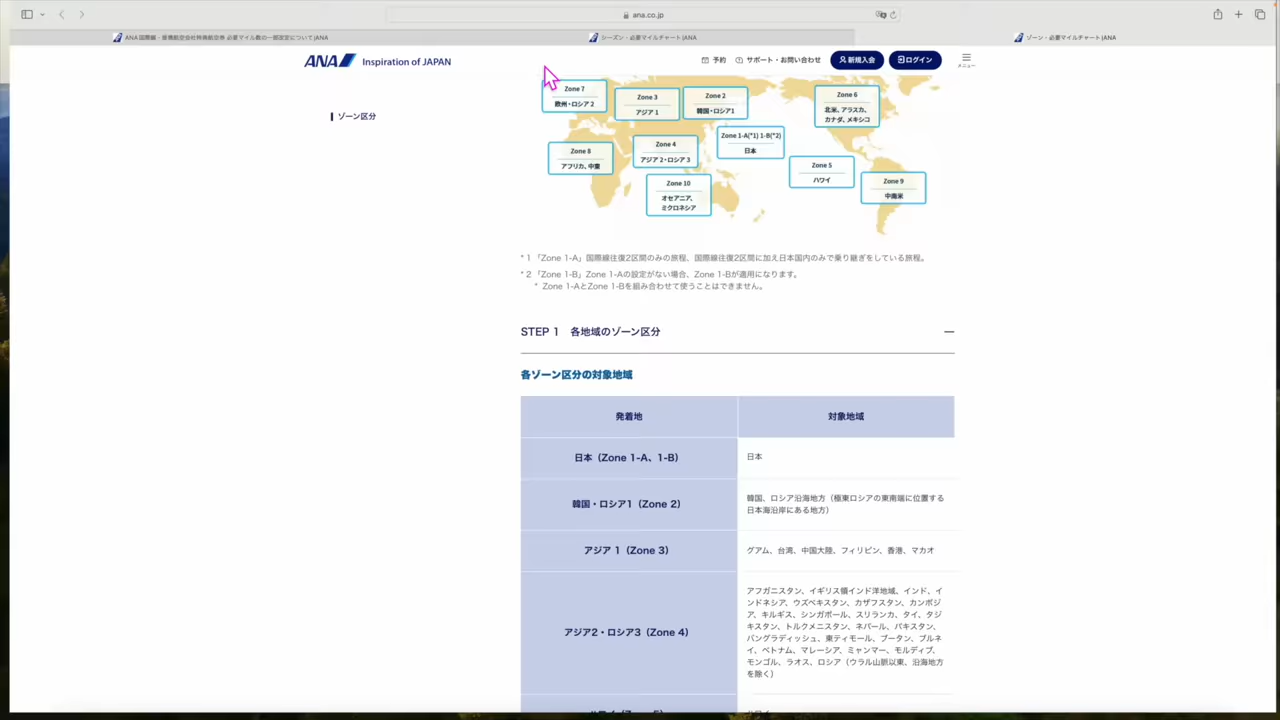 ana.co.jp
ANA国際線・提携航空会社特典航空券 必要マイル数の一部改定についてl ANA
シーズン・必要マイルチャートlANA
ゾーン・必要マイルチャートlANA
ANA Inspiration of JAPAN
予約
サポート・お問い合わせ
新規入会
ログイン
メニュー
ゾーン区分
Zone 7
欧州・ロシア 2
Zone 3
アジア 1
Zone 2
韓国・ロシア1
Zone 6
北米、アラスカ、
カナダ、メキシコ
Zone 1-A(*1) 1-B(*2)
日本
Zone 8
アフリカ、中東
Zone 4
アジア 2・ロシア 3
Zone 5
ハワイ
Zone 10
オセアニア、
ミクロネシア
Zone 9
中南米
* 1 「Zone 1-A」国際線往復2区間のみの旅程、国際線往復2区間に加え日本国内のみで乗り継ぎをしている旅程。
* 2 「Zone 1-B」Zone 1-Aの設定がない場合、Zone 1-Bが適用になります。
* Zone 1-AとZone 1-Bを組み合わせて使うことはできません。
STEP 1 各地域のゾーン区分
各ゾーン区分の対象地域
発着地
対象地域
日本（Zone 1-A、1-B）
日本
韓国・ロシア1（Zone 2）
韓国、ロシア沿海地方（極東ロシアの東南端に位置する
日本海沿岸にある地方）
アジア 1（Zone 3）
グアム、台湾、中国大陸、フィリピン、香港、マカオ
アジア2・ロシア3（Zone 4）
アフガニスタン、イギリス領インド洋地域、インド、イ
ンドネシア、ウズベキスタン、カザフスタン、カンボジ
ア、キルギス、シンガポール、スリランカ、タイ、タジ
キスタン、トルクメニスタン、ネパール、パキスタン、
バングラディッシュ、東ティモール、ブータン、ブルネ
イ、ベトナム、マレーシア、ミャンマー、モルディブ、
モンゴル、ラオス、ロシア（ウラル山脈以東、沿海地方
を除く）